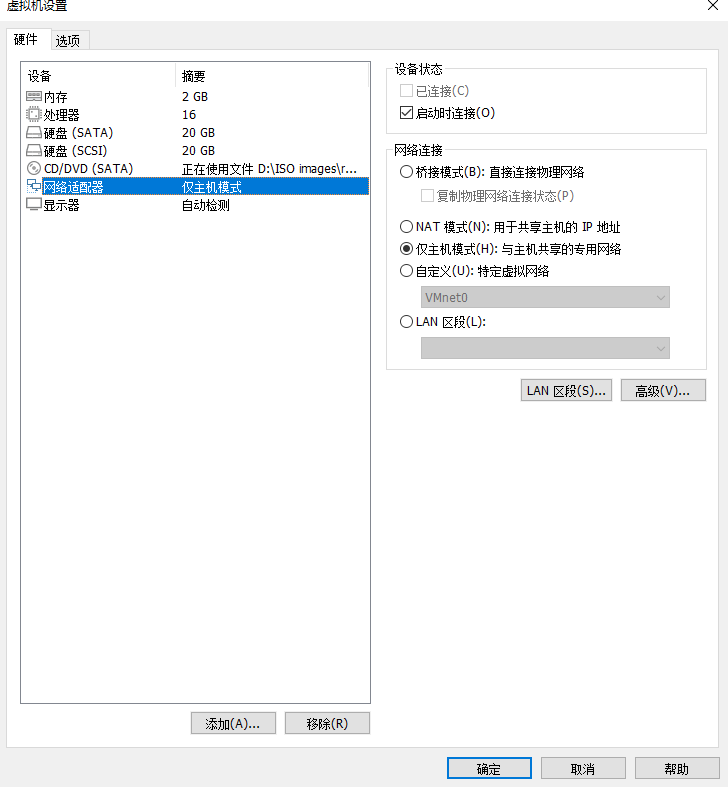 虚拟机设置
硬件 选项
设备 摘要
内存 2 GB
处理器 16
硬盘 (SATA) 20 GB
硬盘 (SCSI) 20 GB
CD/DVD (SATA) 正在使用文件 D:\ISO images\r...
网络适配器 仅主机模式
显示器 自动检测
添加(A)... 移除(R)
设备状态
已连接(C)
启动时连接(O)
网络连接
桥接模式(B): 直接连接物理网络
复制物理网络连接状态(P)
NAT 模式(N): 用于共享主机的 IP 地址
仅主机模式(H): 与主机共享的专用网络
自定义(U): 特定虚拟网络
VMnet0
LAN 区段(L):
LAN 区段(S)... 高级(V)...
确定 取消 帮助